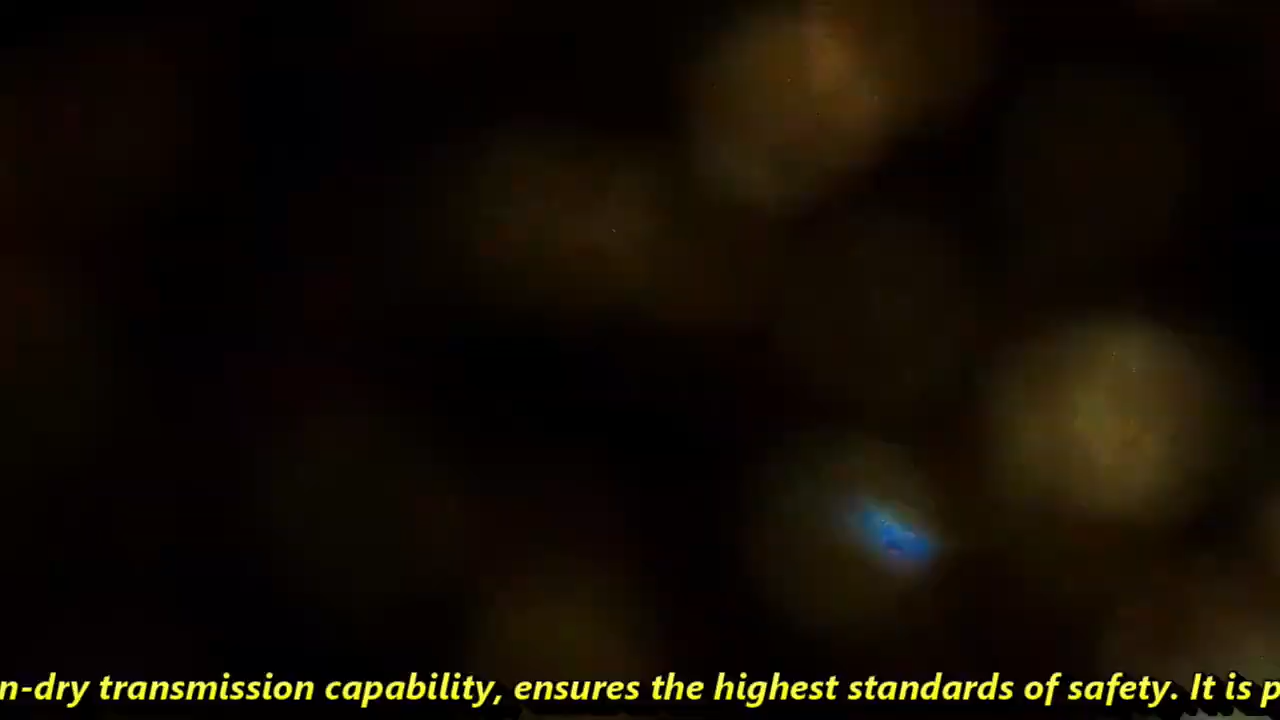 n-dry transmission capability, ensures the highest standards of safety. It is p